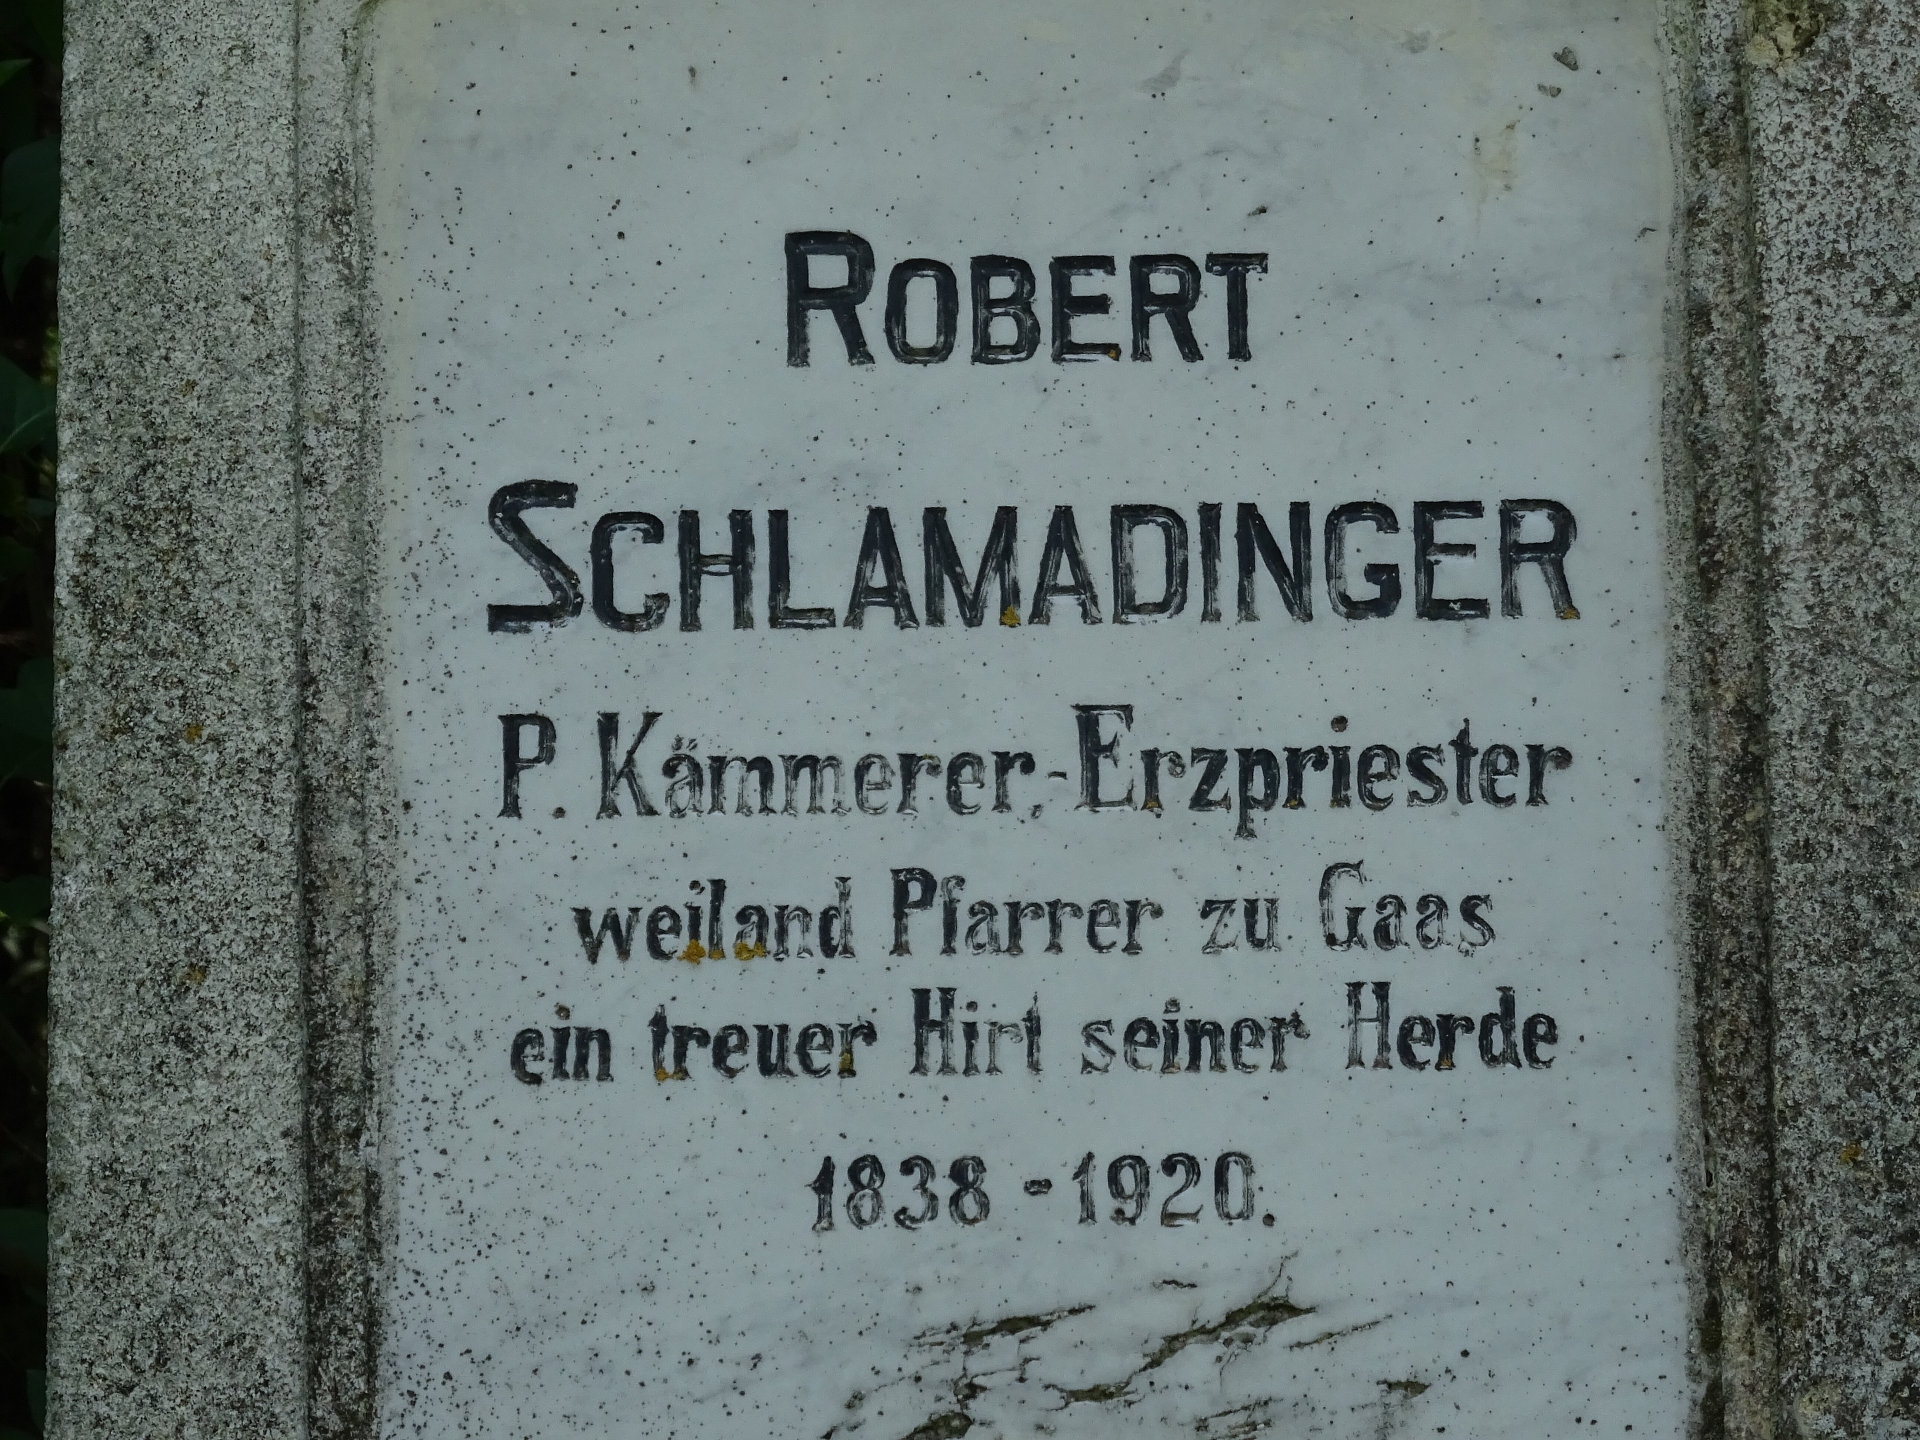 ROBERT
SCHLAMADINGER
P. Kämmerer,-Erzpriester
weiland Pfarrer zu Gaas
ein treuer Hirt seiner Herde
1838 - 1920.